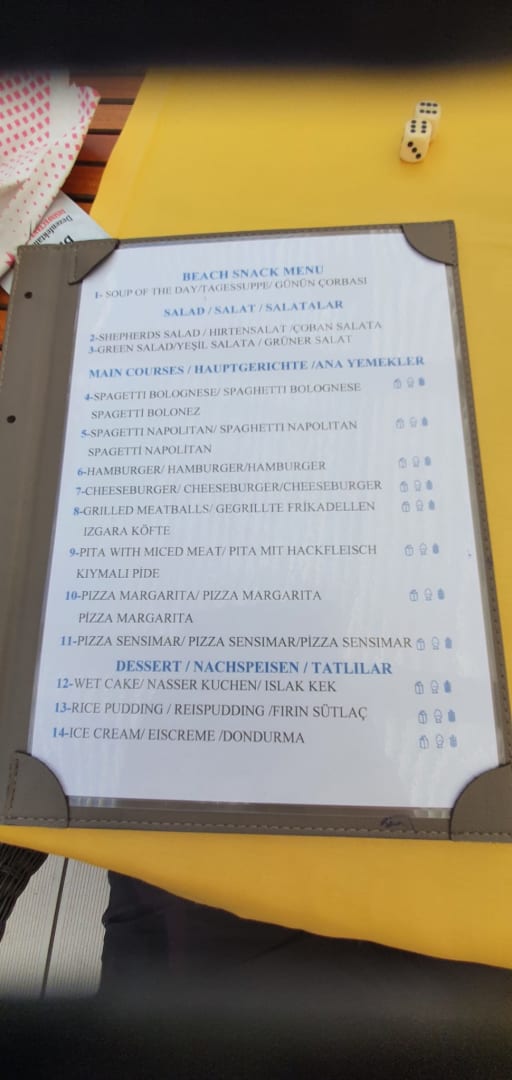 BEACH SNACK MENU
1- SOUP OF THE DAY/TAGESSUPPE/ GÜNÜN ÇORBASI
SALAD / SALAT / SALATALAR
2-SHEPHERDS SALAD / HIRTENSALAT /ÇOBAN SALATA
3-GREEN SALAD/YEŞİL SALATA / GRÜNER SALAT
MAIN COURSES / HAUPTGERICHTE /ANA YEMEKLER
4-SPAGETTI BOLOGNESE/ SPAGHETTI BOLOGNESE
SPAGETTİ BOLONEZ
5-SPAGETTI NAPOLITAN/ SPAGHETTI NAPOLITAN
SPAGETTİ NAPOLİTAN
6-HAMBURGER/ HAMBURGER/HAMBURGER
7-CHEESEBURGER/ CHEESEBURGER/CHEESEBURGER
8-GRILLED MEATBALLS/ GEGRILLTE FRİKADELLEN
IZGARA KÖFTE
9-PITA WITH MICED MEAT/ PITA MIT HACKFLEISCH
KIYMALI PİDE
10-PIZZA MARGARITA/ PIZZA MARGARITA
PİZZA MARGARITA
11-PIZZA SENSIMAR/ PIZZA SENSIMAR/PİZZA SENSIMAR
DESSERT / NACHSPEISEN / TATLILAR
12-WET CAKE/ NASSER KUCHEN/ ISLAK KEK
13-RICE PUDDING / REISPUDDING /FIRIN SÜTLAÇ
14-ICE CREAM/ EISCREME /DONDURMA